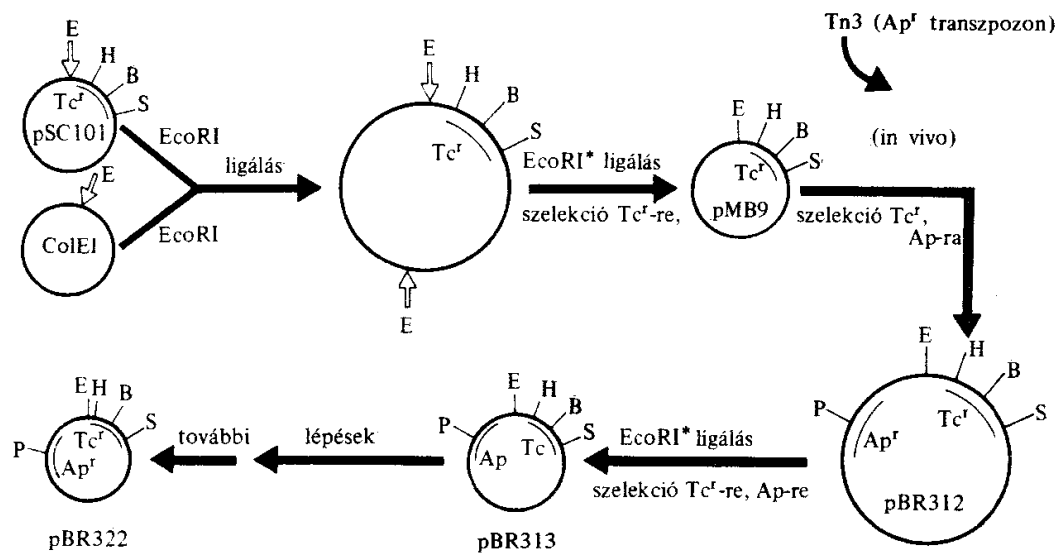 E
H
B
S
Tcʳ
pSC101
EcoRI
E
ColEI
EcoRI
ligálás
E
H
B
S
Tcʳ
E
EcoRI* ligálás
szelekció Tcʳ-re,
E
H
B
S
Tcʳ
pMB9
Tn3 (Apʳ transzpozon)
(in vivo)
szelekció Tcʳ,
Ap-ra
E
H
B
S
P
Apʳ
Tcʳ
pBR312
EcoRI* ligálás
szelekció Tcʳ-re, Ap-re
E
H
B
S
P
Ap
Tc
pBR313
további
lépések
E
H
B
S
P
Tcʳ
Apʳ
pBR322